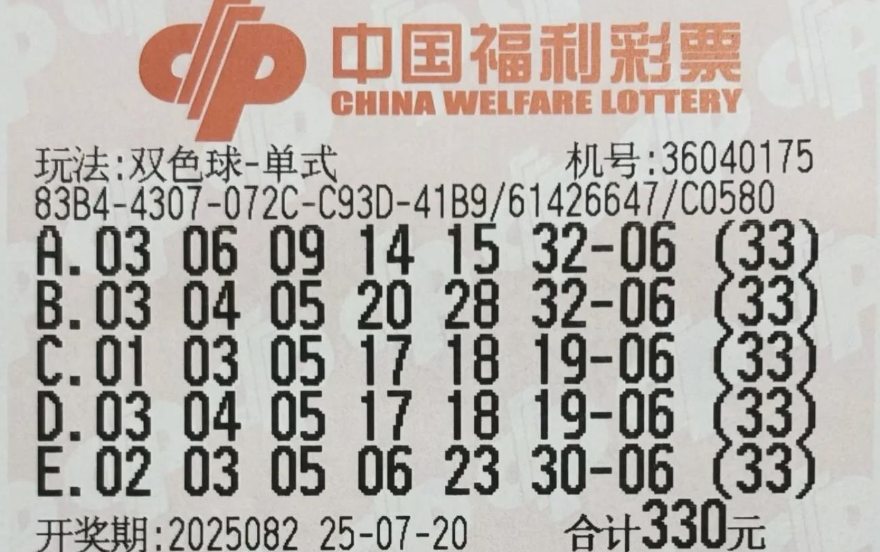 中国福利彩票
CHINA WELFARE LOTTERY
玩法:双色球-单式 机号:36040175
83B4-4307-072C-C93D-41B9/61426647/C0580
A.03 06 09 14 15 32-06 (33)
B.03 04 05 20 28 32-06 (33)
C.01 03 05 17 18 19-06 (33)
D.03 04 05 17 18 19-06 (33)
E.02 03 05 06 23 30-06 (33)
开奖期:2025082 25-07-20 合计330元